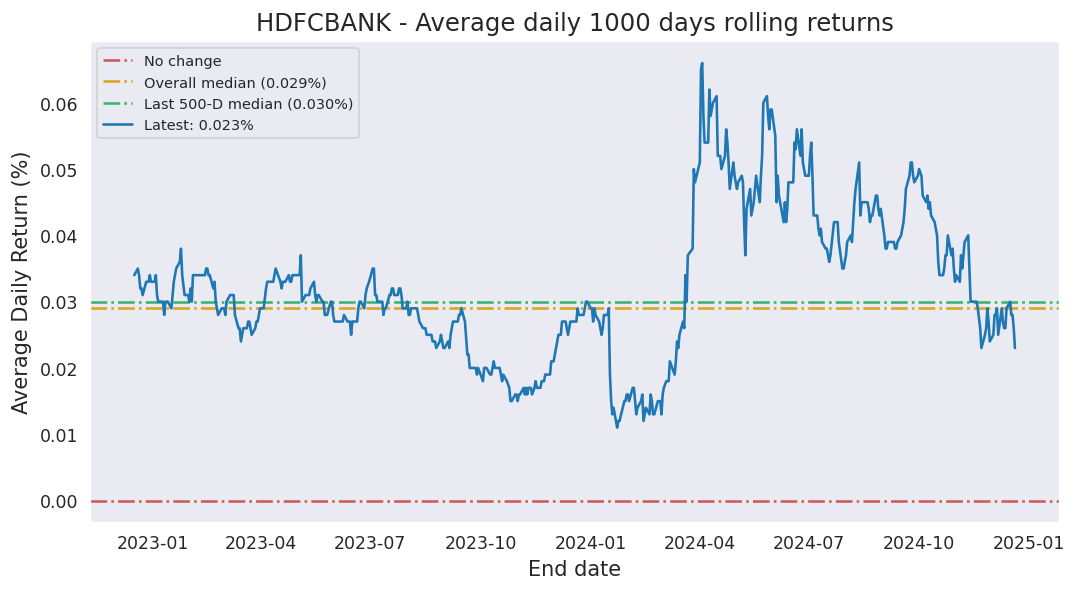 HDFCBANK - Average daily 1000 days rolling returns
No change
Overall median (0.029%)
Last 500-D median (0.030%)
Latest: 0.023%
Average Daily Return (%)
0.06
0.05
0.04
0.03
0.02
0.01
0.00
2023-01 2023-04 2023-07 2023-10 2024-01 2024-04 2024-07 2024-10 2025-01
End date